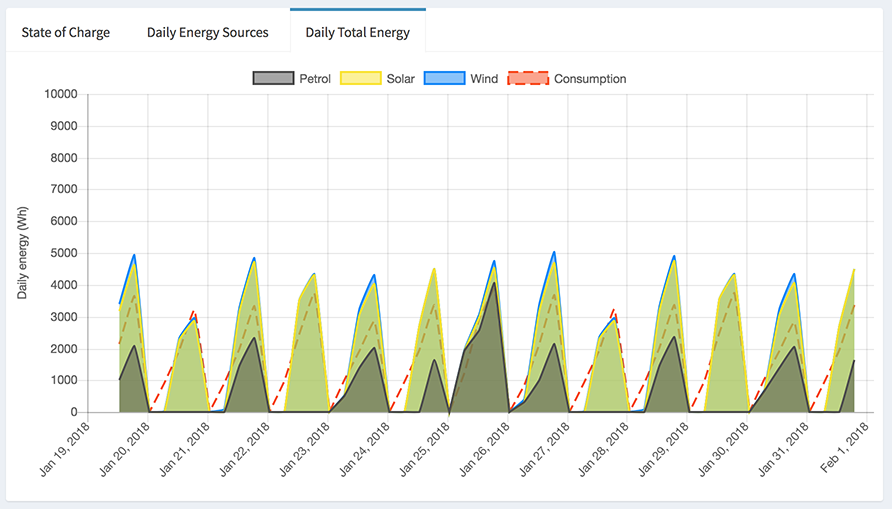 State of Charge
Daily Energy Sources
Daily Total Energy
Petrol
Solar
Wind
Consumption
Daily energy (Wh)
10000
9000
8000
7000
6000
5000
4000
3000
2000
1000
0
Jan 19, 2018
Jan 20, 2018
Jan 21, 2018
Jan 22, 2018
Jan 23, 2018
Jan 24, 2018
Jan 25, 2018
Jan 26, 2018
Jan 27, 2018
Jan 28, 2018
Jan 29, 2018
Jan 30, 2018
Jan 31, 2018
Feb 1, 2018